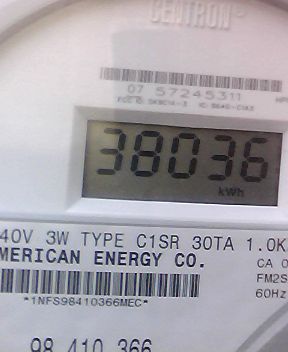 CENTRON®
07 57245311
38036
kWh
40V 3W TYPE C1SR 30TA 1.0K
MERICAN ENERGY CO.
CA 0
FM2S
60Hz
*1NFS98410366MEC*
98 410 366